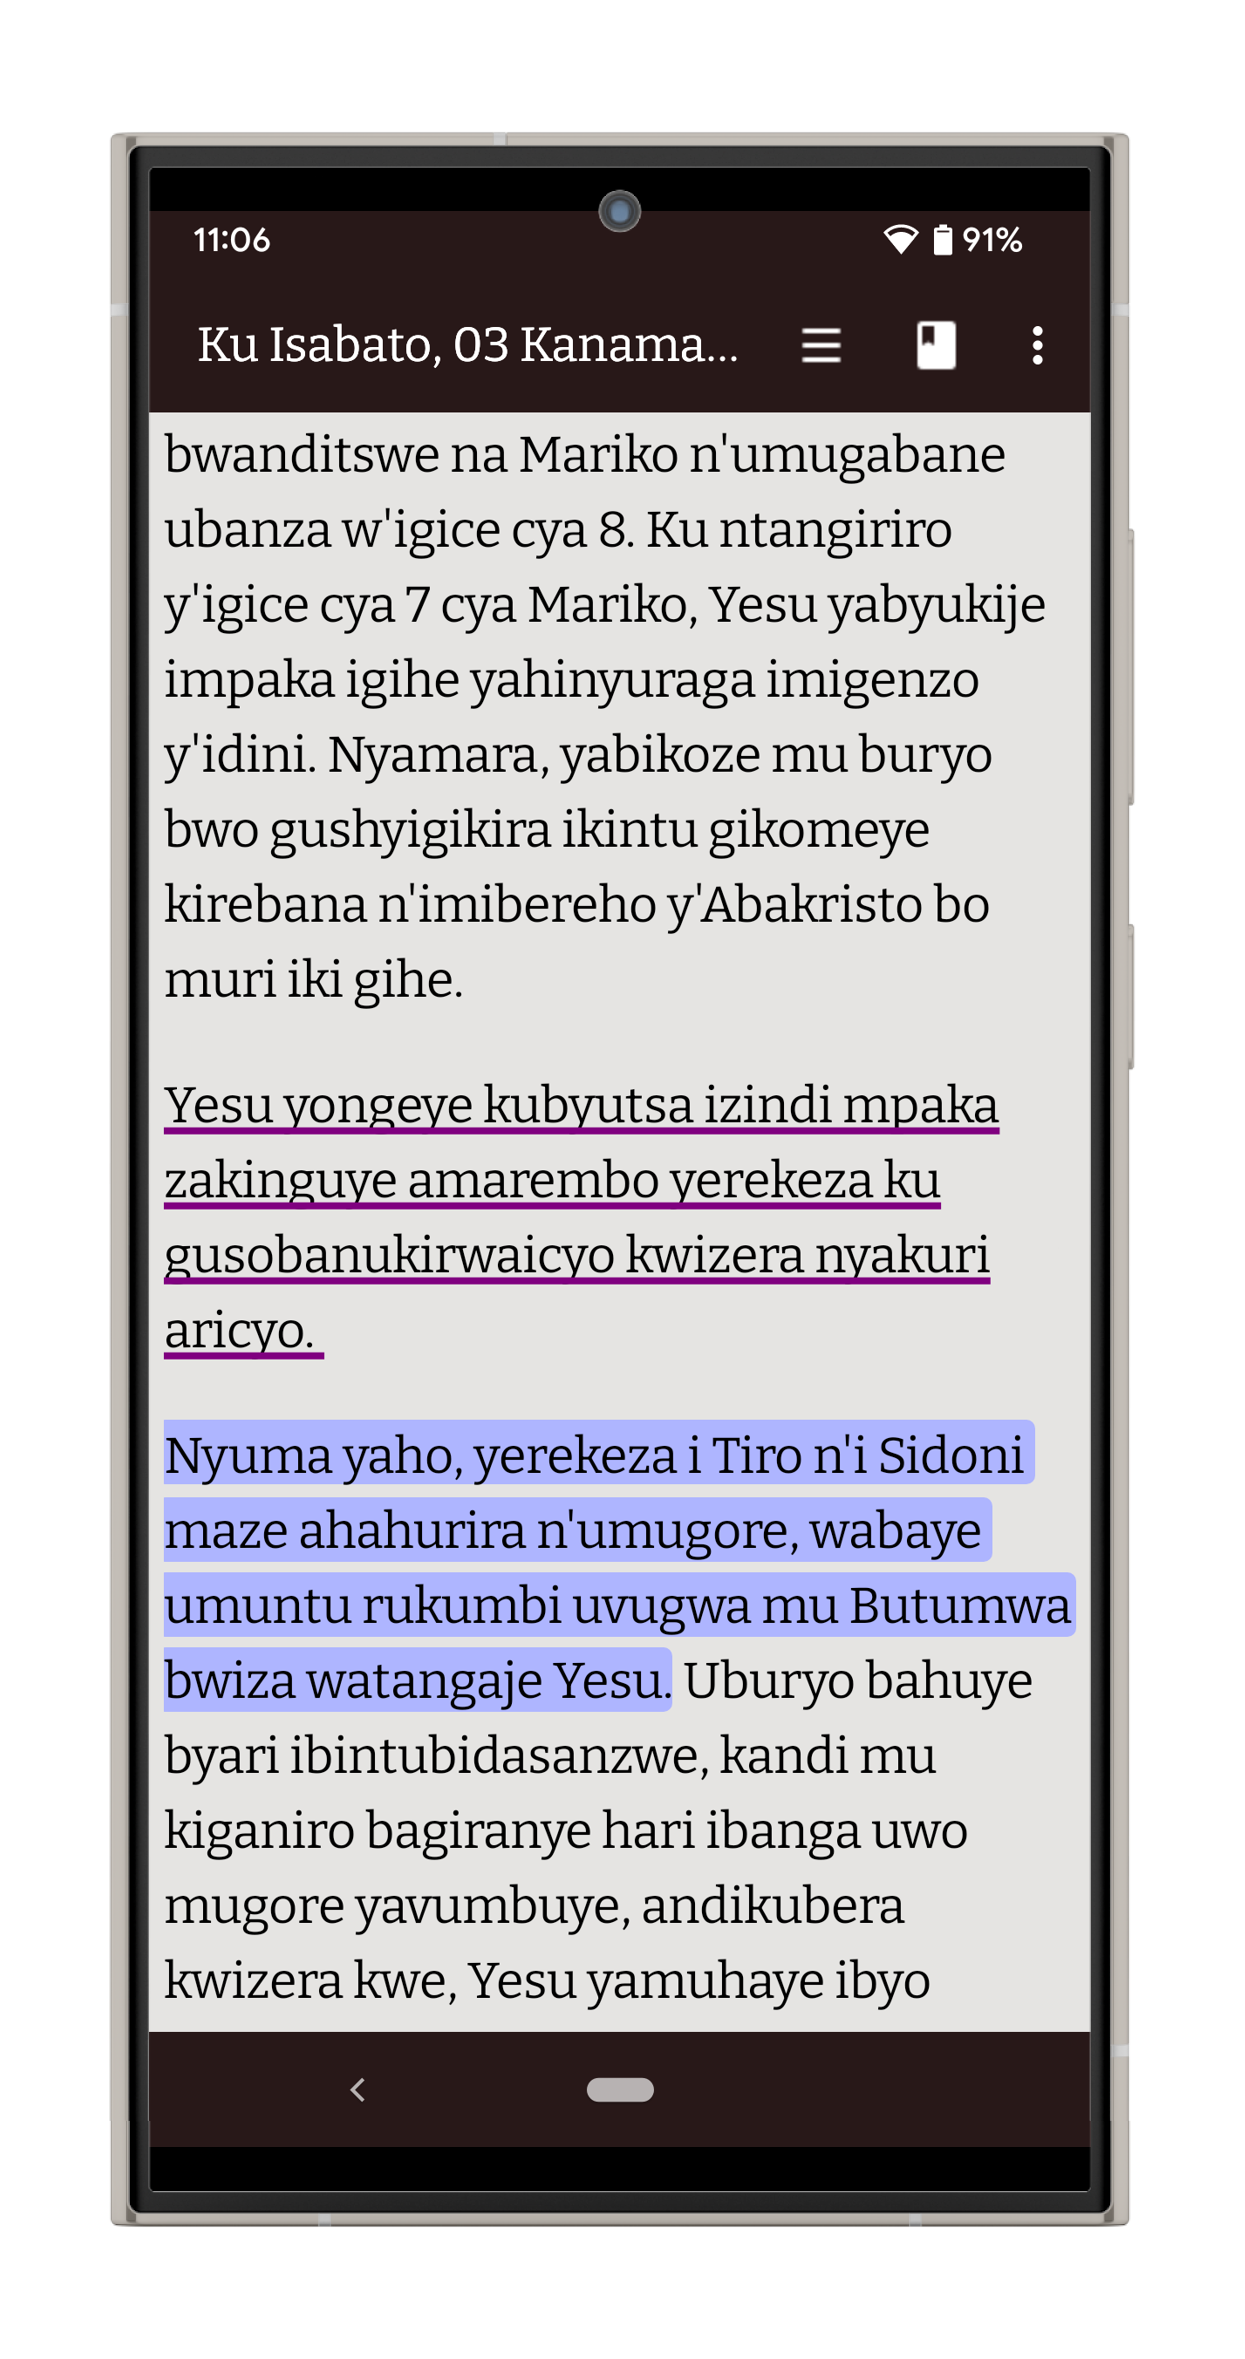 11:06
91%
Ku Isabato, 03 Kanama...
bwanditswe na Mariko n'umugabane
ubanza w'igice cya 8. Ku ntangiriro
y'igice cya 7 cya Mariko, Yesu yabyukije
impaka igihe yahinyuraga imigenzo
y'idini. Nyamara, yabikoze mu buryo
bwo gushyigikira ikintu gikomeye
kirebana n'imibereho y'Abakristo bo
muri iki gihe.
Yesu yongeye kubyutsa izindi mpaka
zakinguye amarembo yerekeza ku
gusobanukirwaicyo kwizera nyakuri
aricyo.
Nyuma yaho, yerekeza i Tiro n'i Sidoni
maze ahahurira n'umugore, wabaye
umuntu rukumbi uvugwa mu Butumwa
bwiza watangaje Yesu. Uburyo bahuye
byari ibintubidasanzwe, kandi mu
kiganiro bagiranye hari ibanga uwo
mugore yavumbuye, andikubera
kwizera kwe, Yesu yamuhaye ibyo